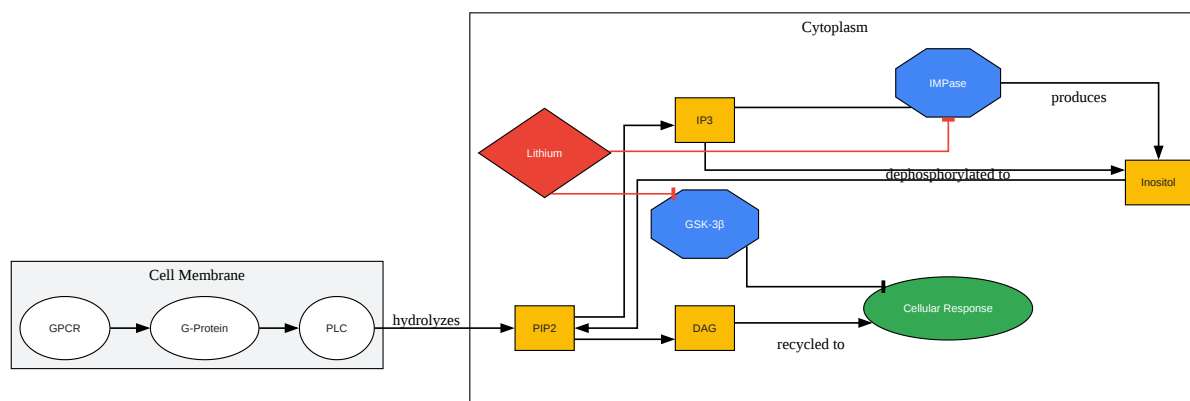 Cytoplasm
IMPase
produces
IP3
Lithium
dephosphorylated to
Inositol
GSK-3β
Cell Membrane
GPCR
G-Protein
PLC
hydrolyzes
PIP2
DAG
recycled to
Cellular Response